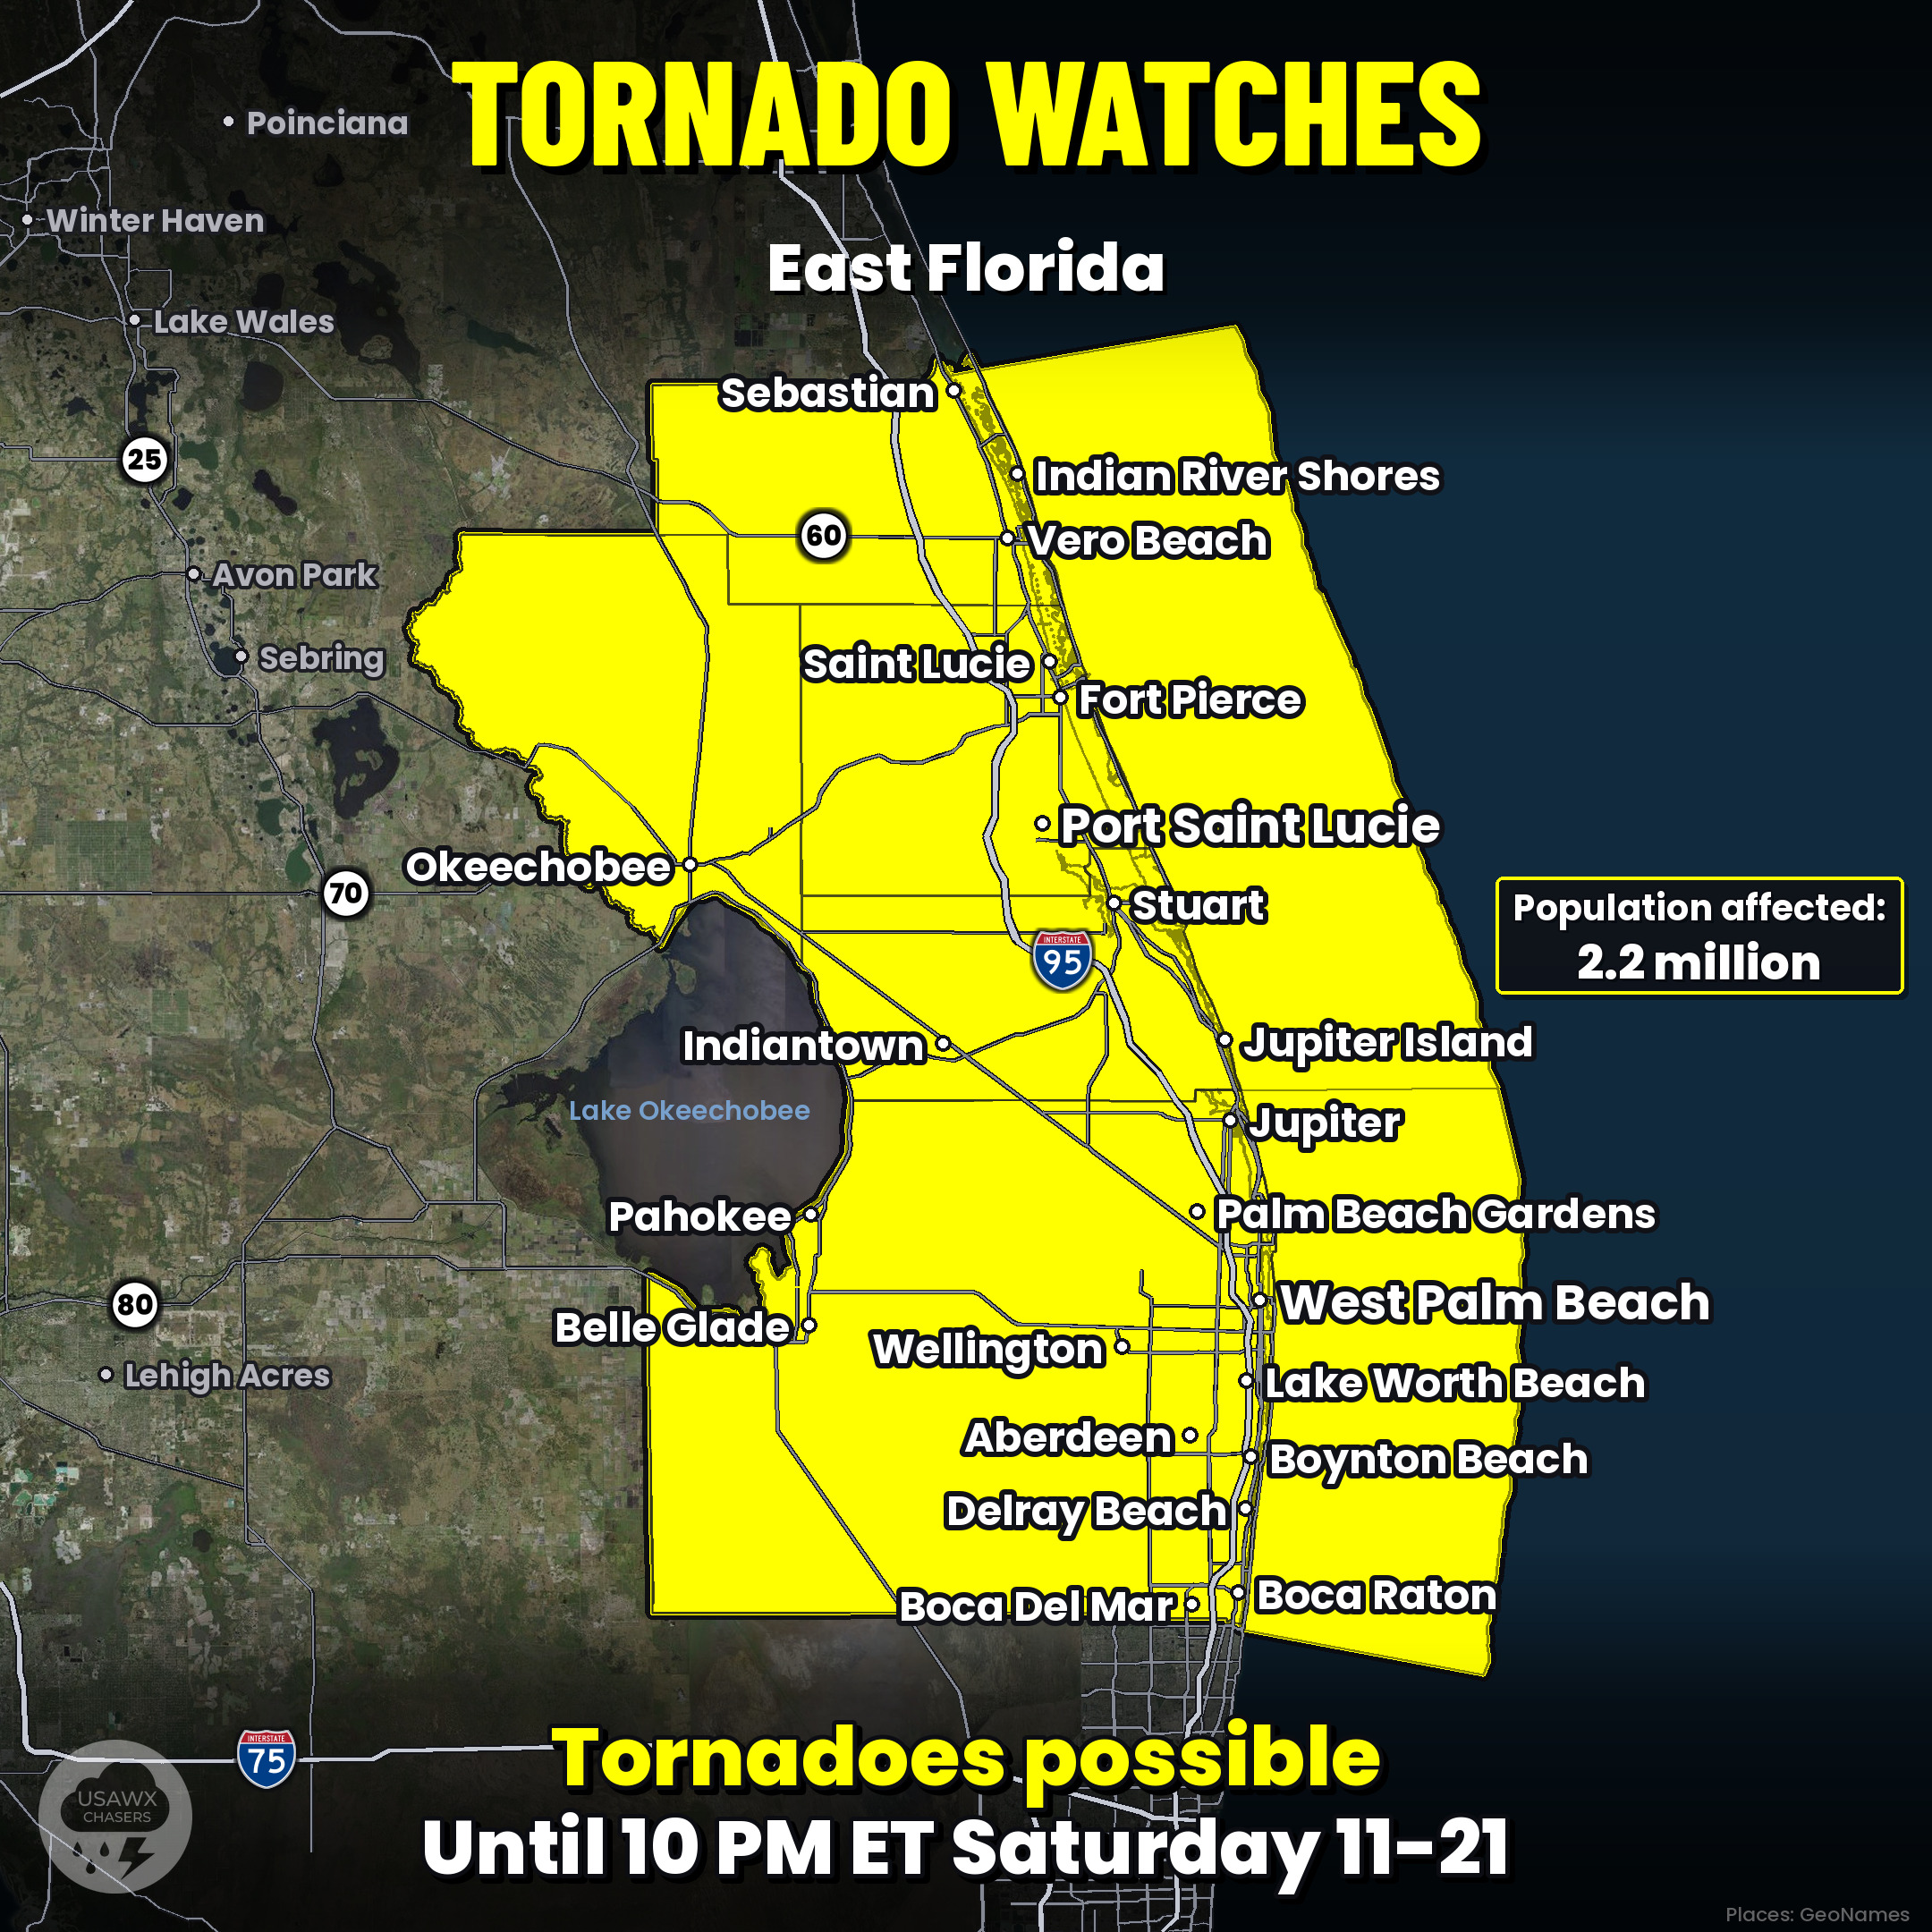 TORNADO WATCHES
Poinciana
Winter Haven
East Florida
Lake Wales
Sebastian
25
Indian River Shores
60
Vero Beach
Avon Park
Sebring
Saint Lucie
Fort Pierce
Port Saint Lucie
Okeechobee
70
Stuart
Population affected:
2.2 million
INTERSTATE
95
Indiantown
Jupiter Island
Lake Okeechobee
Jupiter
Pahokee
Palm Beach Gardens
80
West Palm Beach
Belle Glade
Wellington
Lehigh Acres
Lake Worth Beach
Aberdeen
Boynton Beach
Delray Beach
Boca Raton
Boca Del Mar
INTERSTATE
75
Tornadoes possible
USAWX
CHASERS
Until 10 PM ET Saturday 11-21
Places: GeoNames